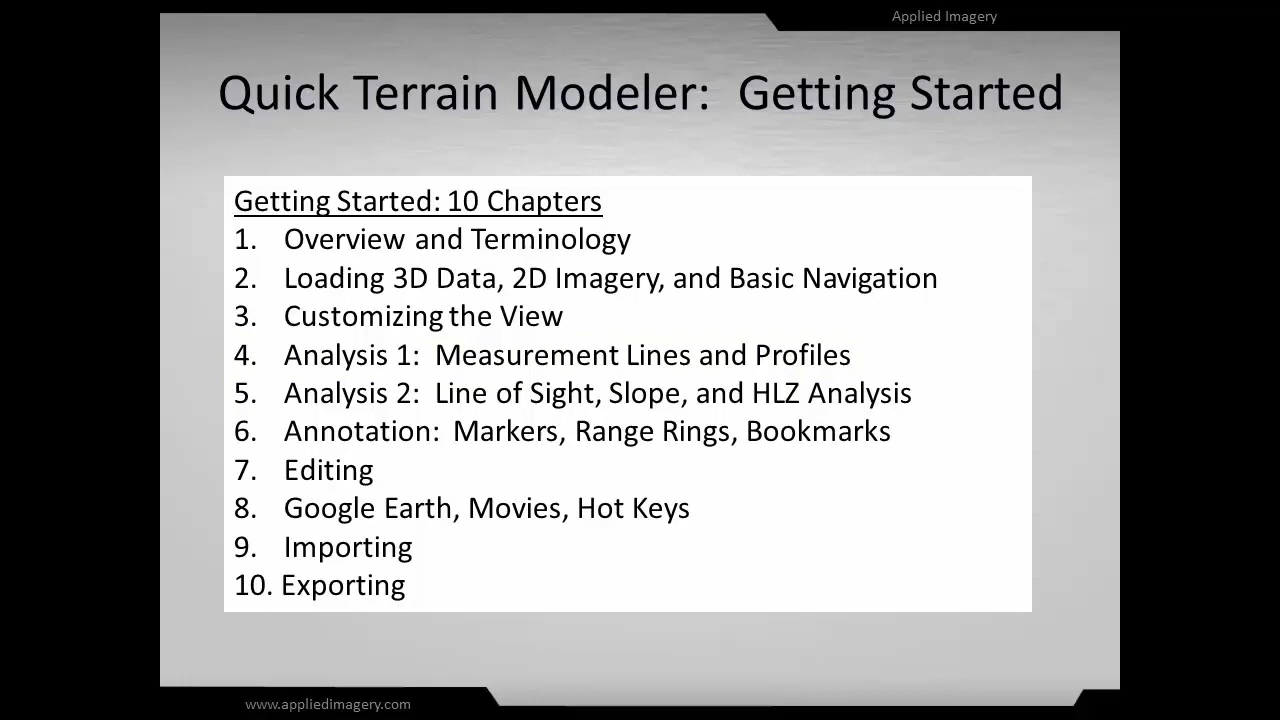 Applied Imagery
Quick Terrain Modeler:  Getting Started
Getting Started: 10 Chapters
1. Overview and Terminology
2. Loading 3D Data, 2D Imagery, and Basic Navigation
3. Customizing the View
4. Analysis 1:  Measurement Lines and Profiles
5. Analysis 2:  Line of Sight, Slope, and HLZ Analysis
6. Annotation:  Markers, Range Rings, Bookmarks
7. Editing
8. Google Earth, Movies, Hot Keys
9. Importing
10. Exporting
www.appliedimagery.com